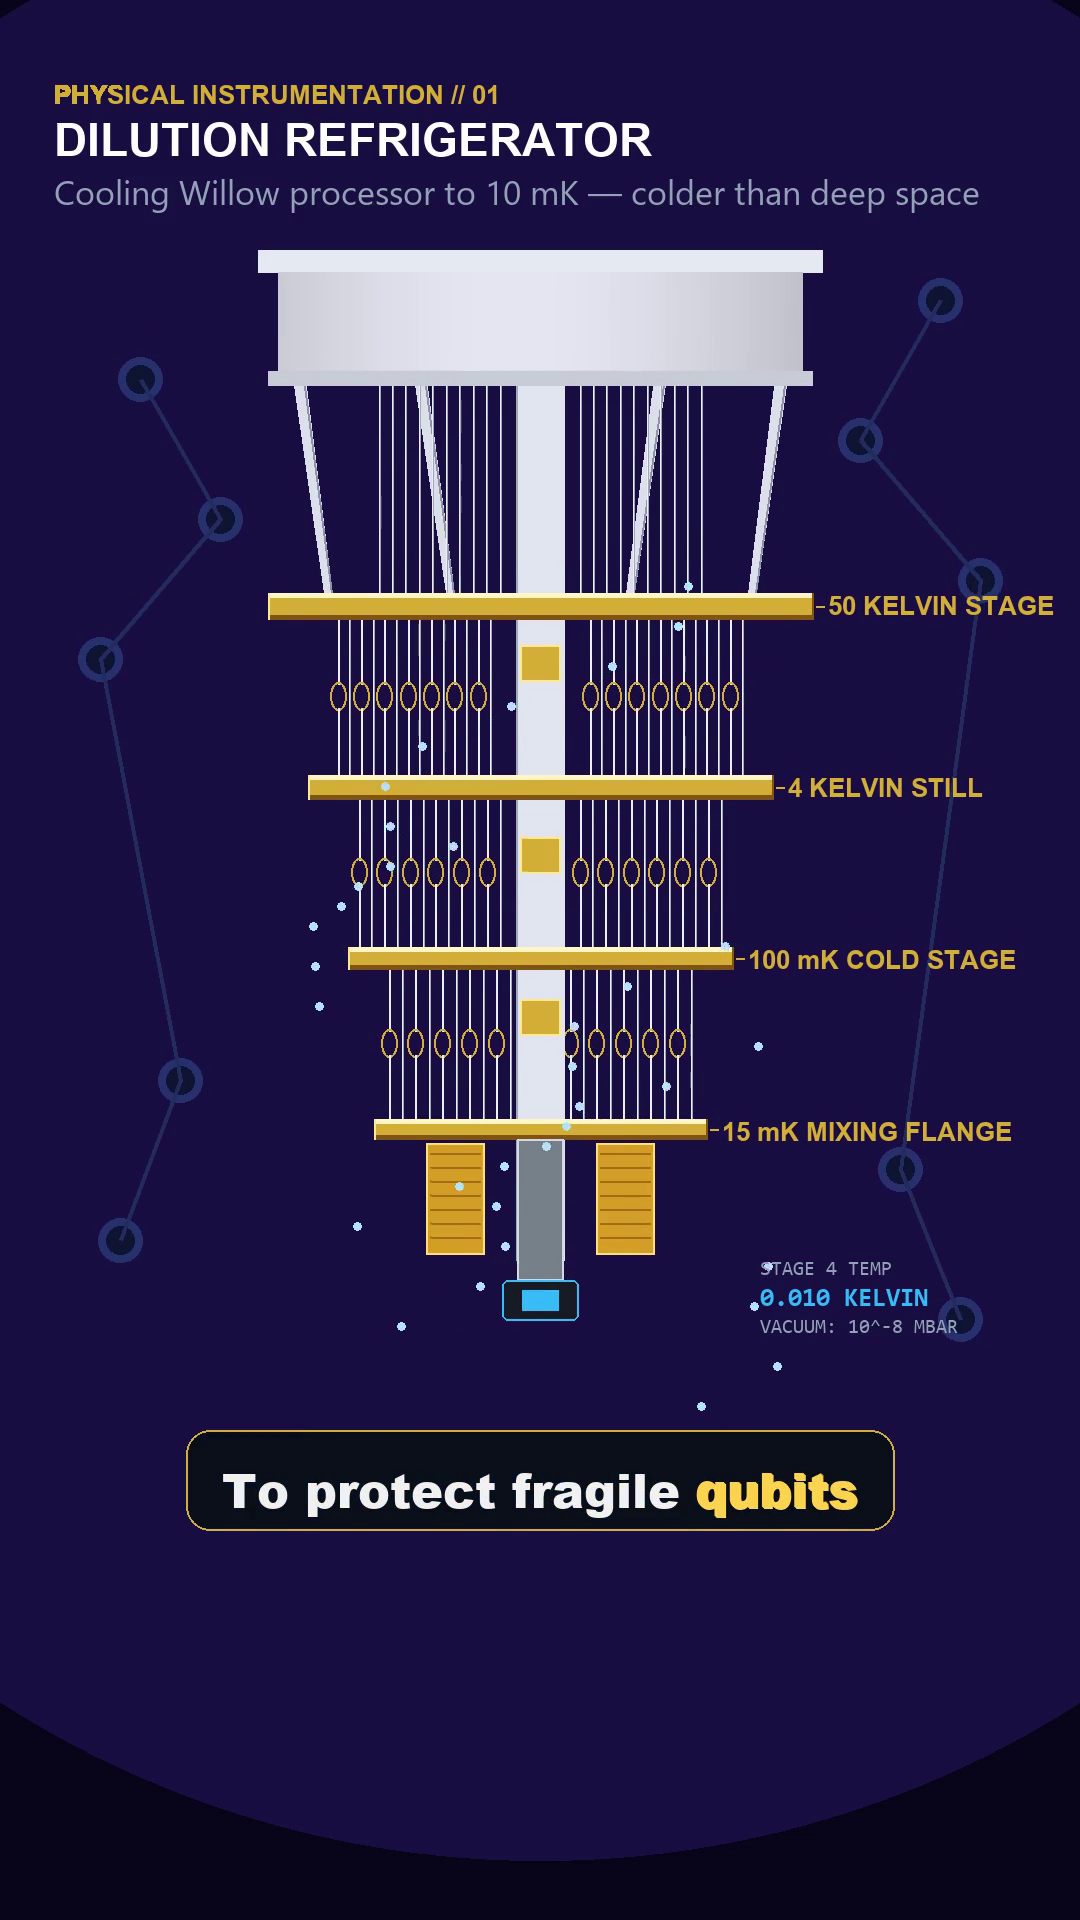 PHYSICAL INSTRUMENTATION // 01
DILUTION REFRIGERATOR
Cooling Willow processor to 10 mK — colder than deep space
50 KELVIN STAGE
4 KELVIN STILL
100 mK COLD STAGE
15 mK MIXING FLANGE
STAGE 4 TEMP
0.010 KELVIN
VACUUM: 10^-8 MBAR
To protect fragile qubits